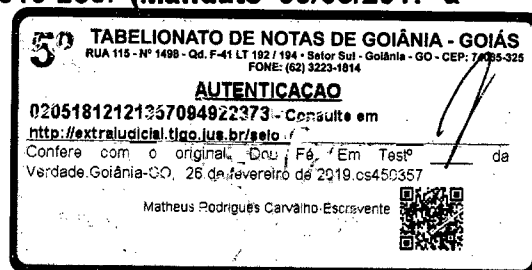 5º TABELIONATO DE NOTAS DE GOIÂNIA - GOIÁS
RUA 115 - Nº 1498 - Qd. F-41 LT 192 / 194 - Setor Sul - Goiânia - GO - CEP: 74085-325
FONE: (62) 3223-1814
AUTENTICAÇÃO
02051812121357094922373 - Consulte em
http://extrajudicial.tjgo.jus.br/selo
Confere com o original, Dou Fé, Em Testº ____ da
Verdade.Goiânia-GO, 26 de fevereiro de 2019.cs450357
Matheus Rodrigues Carvalho-Escrevente